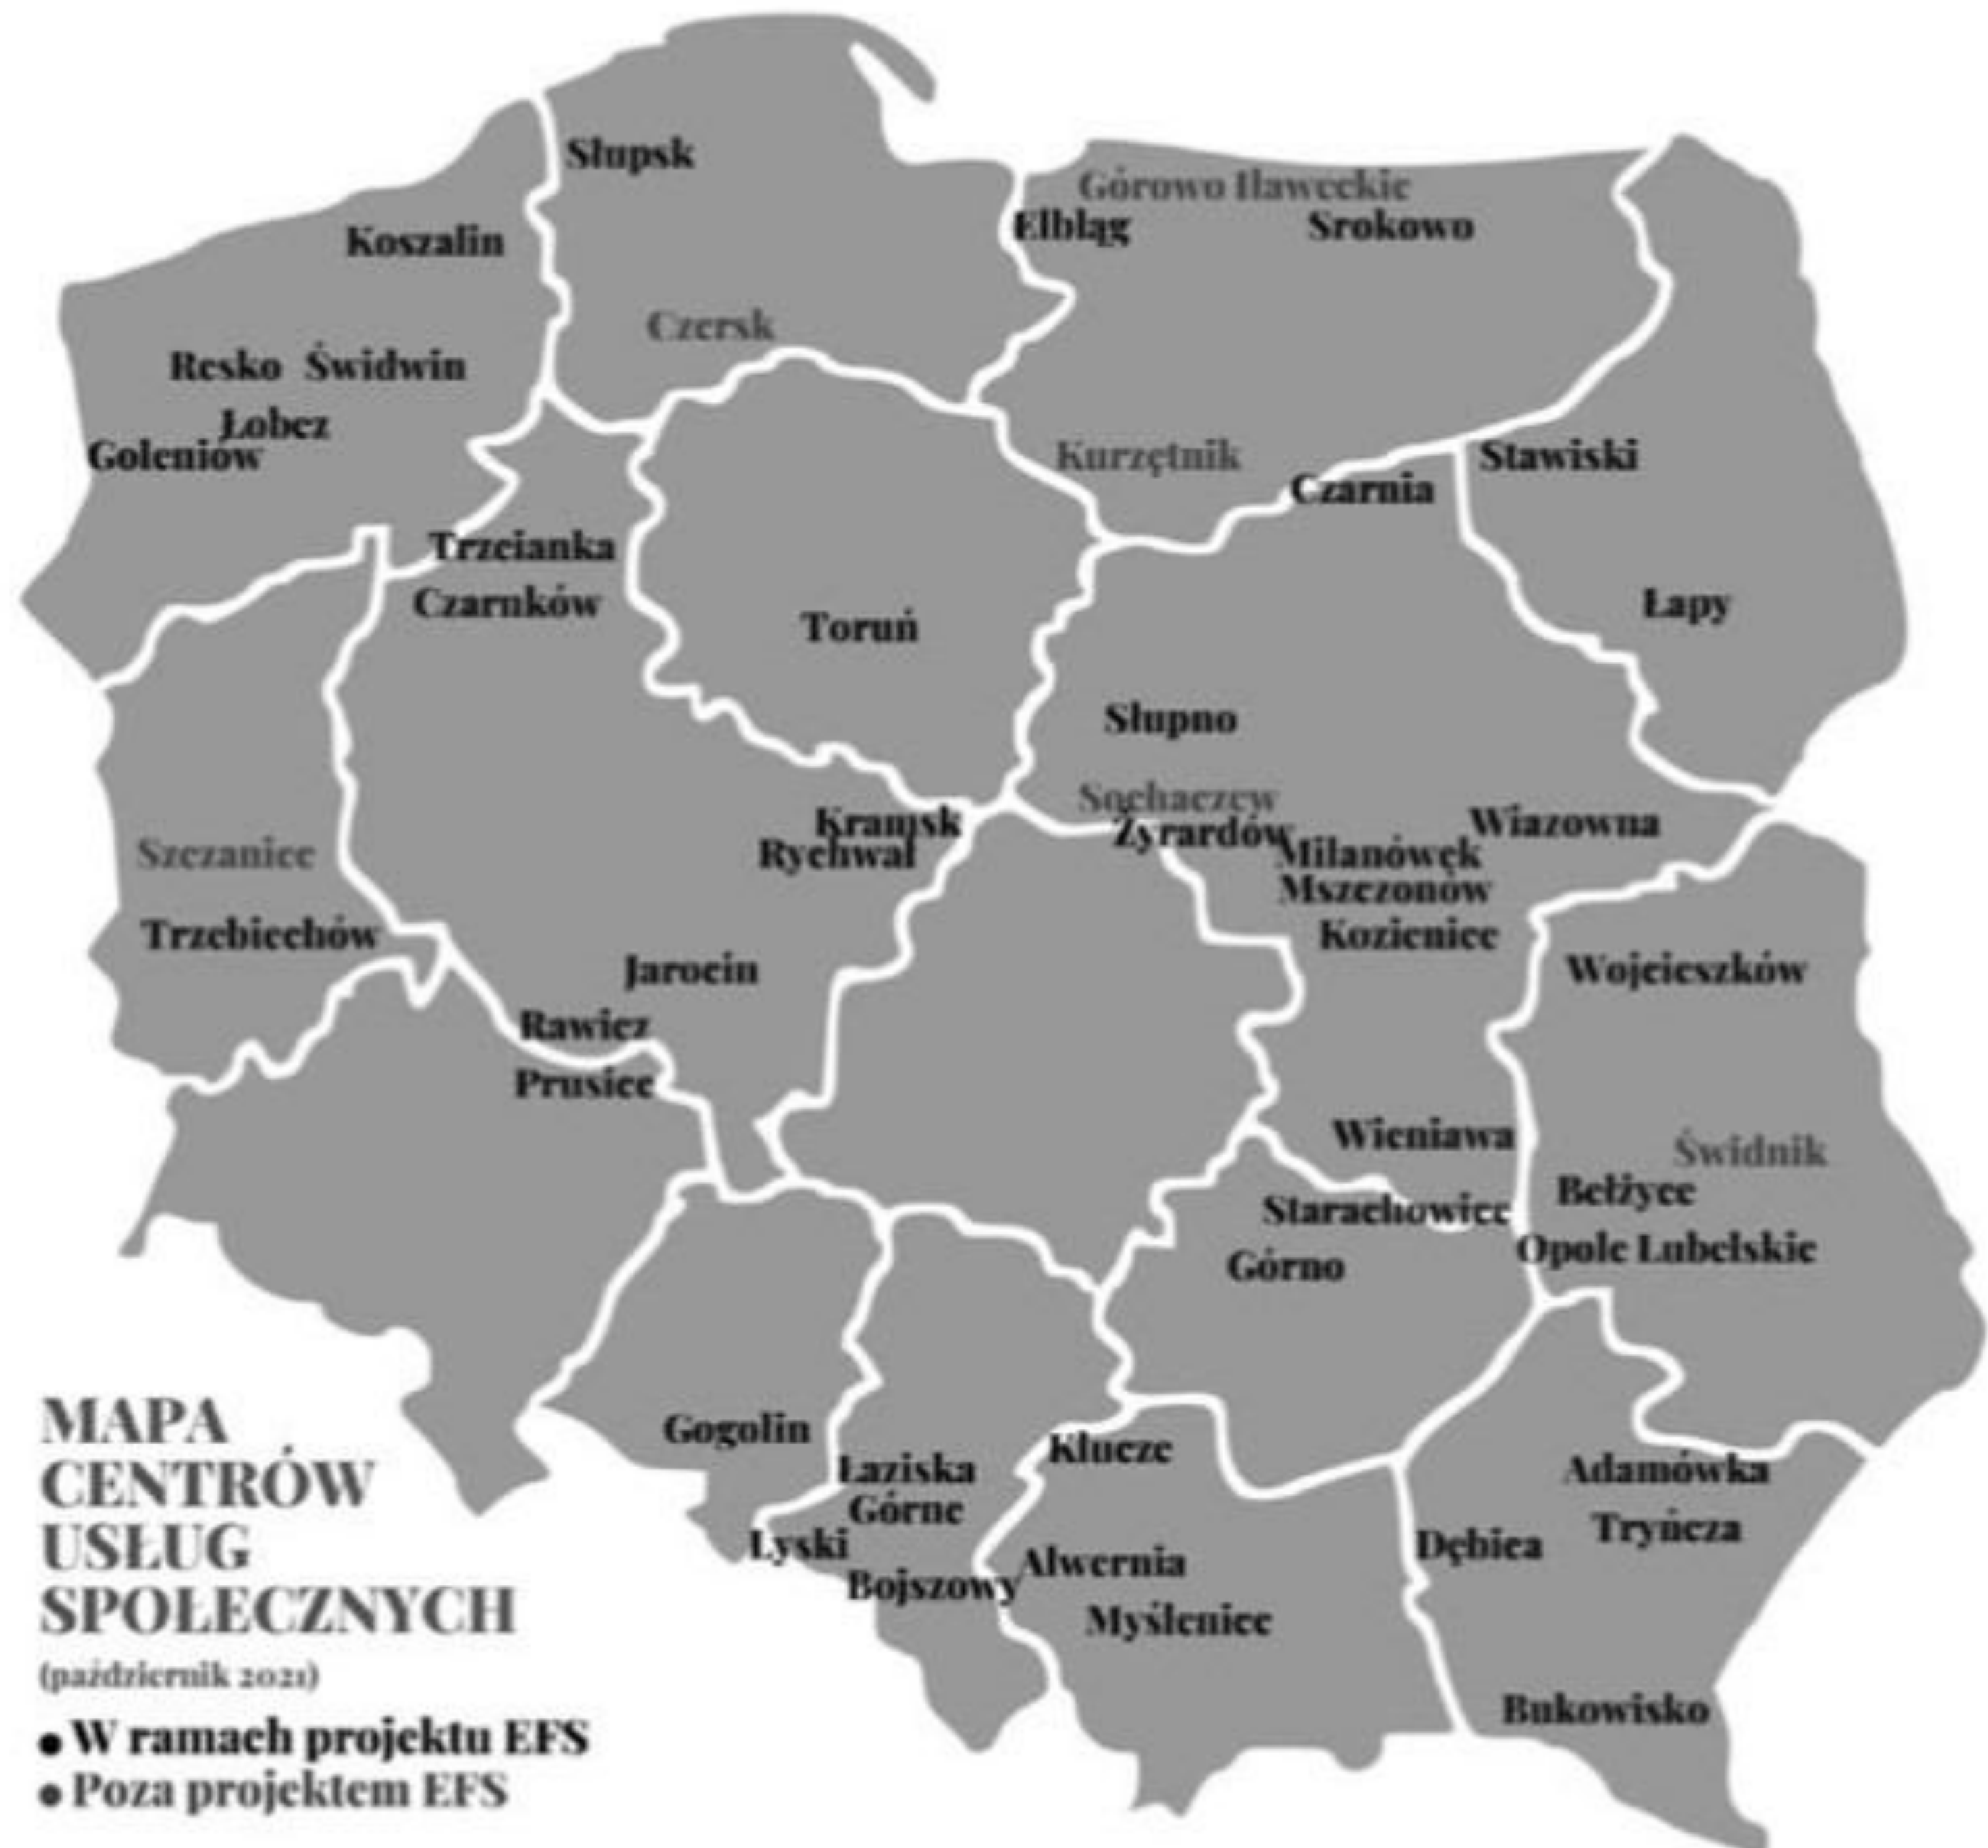 Słupsk
Górowo Iławeckie
Elbląg
Srokowo
Koszalin
Czersk
Resko
Świdwin
Łobez
Goleniów
Kurzętnik
Stawiski
Czarnia
Trzcianka
Czarnków
Toruń
Łapy
Słupno
Sochaczew
Żyrardów
Wiazowna
Kramsk
Rychwał
Milanówek
Mszczonów
Kozienice
Szczaniec
Trzebiechów
Jarocin
Wojcieszków
Rawicz
Prusice
Wieniawa
Świdnik
Bełżyce
Starachowice
Opole Lubelskie
Górno
Gogolin
Klucze
Łaziska
Górne
Adamówka
Tryńcza
Dębica
Lyski
Alwernia
Bojszowy
Myślenice
Bukowisko
MAPA
CENTRÓW
USŁUG
SPOŁECZNYCH
(październik 2021)
• W ramach projektu EFS
• Poza projektem EFS